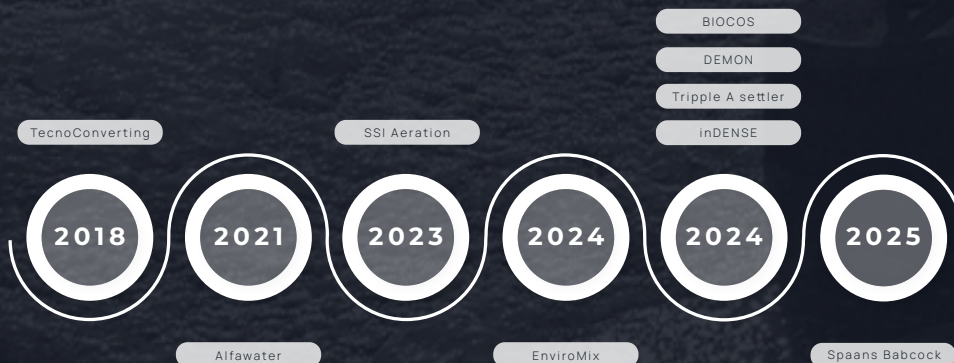 BIOCOS
DEMON
Tripple A settler
TecnoConverting
SSI Aeration
inDENSE
2018
2021
2023
2024
2024
2025
Alfawater
EnviroMix
Spaans Babcock